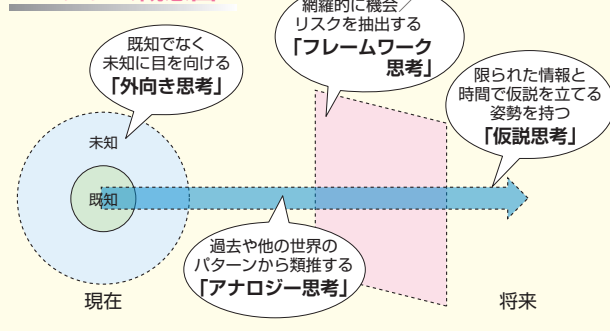 既知でなく
未知に目を向ける
「外向き思考」
網羅的に機会／
リスクを抽出する
「フレームワーク
思考」
限られた情報と
時間で仮説を立てる
姿勢を持つ
「仮説思考」
未知
既知
過去や他の世界の
パターンから類推する
「アナロジー思考」
現在
将来